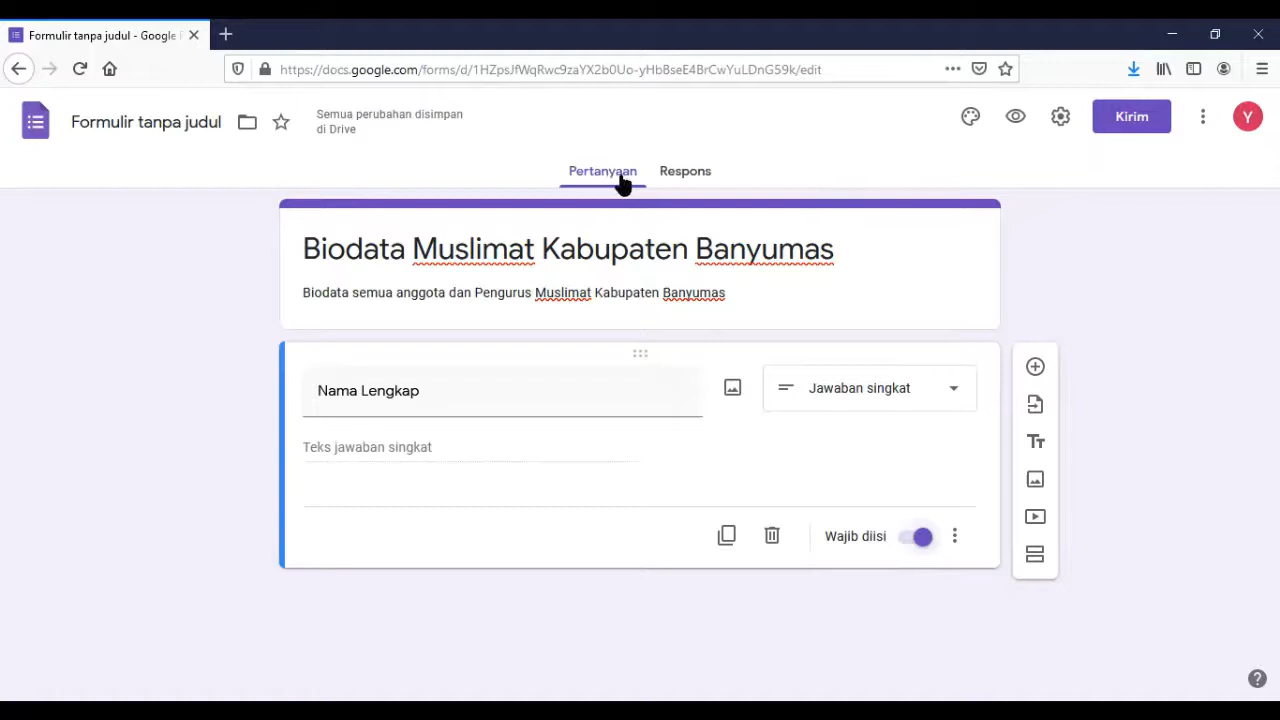 Formulir tanpa judul - Google F
https://docs.google.com/forms/d/1HZpsJfWqRwc9zaYX2b0Uo-yHb8seE4BrCwYuLDnG59k/edit
Formulir tanpa judul
Semua perubahan disimpan
di Drive
Kirim
Y
Pertanyaan
Respons
Biodata Muslimat Kabupaten Banyumas
Biodata semua anggota dan Pengurus Muslimat Kabupaten Banyumas
Nama Lengkap
Jawaban singkat
Teks jawaban singkat
Wajib diisi